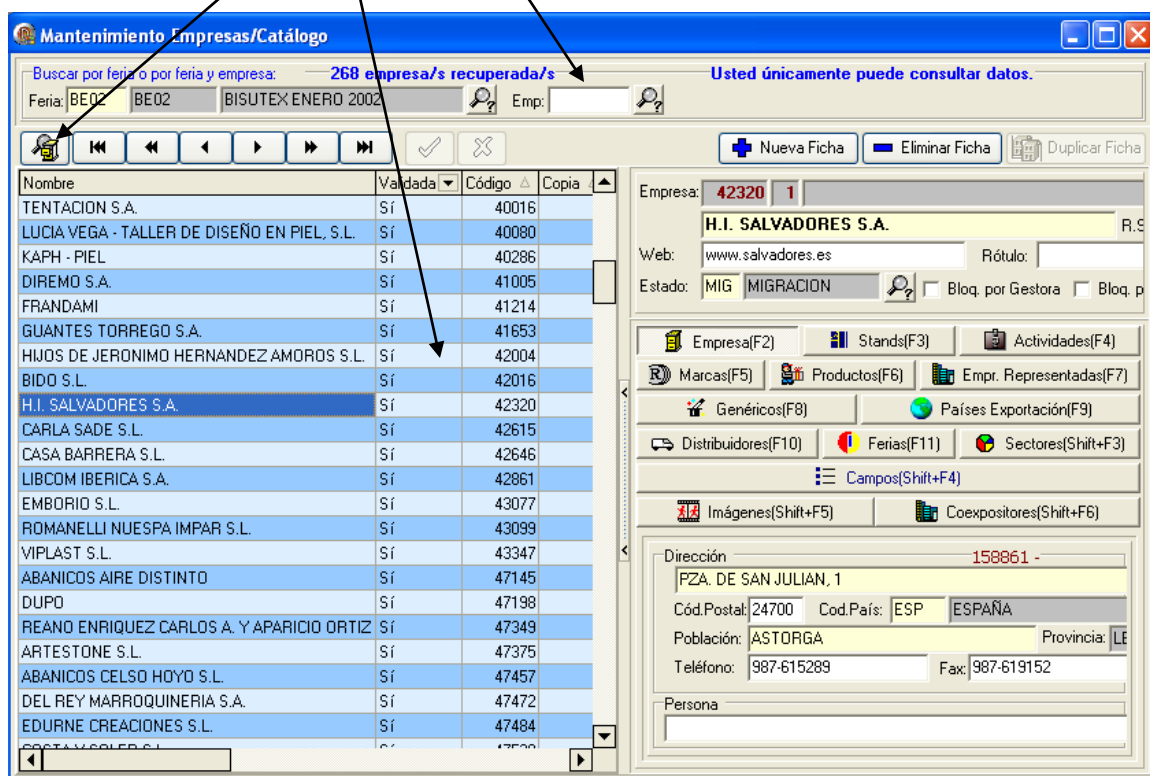 Mantenimiento Empresas/Catálogo
Buscar por feria o por feria y empresa: 268 empresa/s recuperada/s Usted únicamente puede consultar datos.
Feria: BE02 BE02 BISUTEX ENERO 2002 Emp:
Nueva Ficha Eliminar Ficha Duplicar Ficha
Nombre Validada Código Copia
TENTACION S.A. Sí 40016
LUCIA VEGA - TALLER DE DISEÑO EN PIEL, S.L. Sí 40080
KAPH - PIEL Sí 40286
DIREMO S.A. Sí 41005
FRANDAMI Sí 41214
GUANTES TORREGO S.A. Sí 41653
HIJOS DE JERONIMO HERNANDEZ AMOROS S.L. Sí 42004
BIDO S.L. Sí 42016
H.I. SALVADORES S.A. Sí 42320
CARLA SADE S.L. Sí 42615
CASA BARRERA S.L. Sí 42646
LIBCOM IBERICA S.A. Sí 42861
EMBORIO S.L. Sí 43077
ROMANELLI NUESPA IMPAR S.L. Sí 43099
VIPLAST S.L. Sí 43347
ABANICOS AIRE DISTINTO Sí 47145
DUPO Sí 47198
REANO ENRIQUEZ CARLOS A. Y APARICIO ORTIZ Sí 47349
ARTESTONE S.L. Sí 47375
ABANICOS CELSO HOYO S.L. Sí 47457
DEL REY MARROQUINERIA S.A. Sí 47472
EDURNE CREACIONES S.L. Sí 47484
Empresa: 42320 1
H.I. SALVADORES S.A. R.S
Web: www.salvadores.es Rótulo:
Estado: MIG MIGRACION Bloq. por Gestora Bloq. p
Empresa(F2) Stands(F3) Actividades(F4)
Marcas(F5) Productos(F6) Empr. Representadas(F7)
Genéricos(F8) Países Exportación(F9)
Distribuidores(F10) Ferias(F11) Sectores(Shift+F3)
Campos(Shift+F4)
Imágenes(Shift+F5) Coexpositores(Shift+F6)
Dirección 158861 -
PZA. DE SAN JULIAN, 1
Cód.Postal: 24700 Cod.País: ESP ESPAÑA
Población: ASTORGA Provincia: LE
Teléfono: 987-615289 Fax: 987-619152
Persona